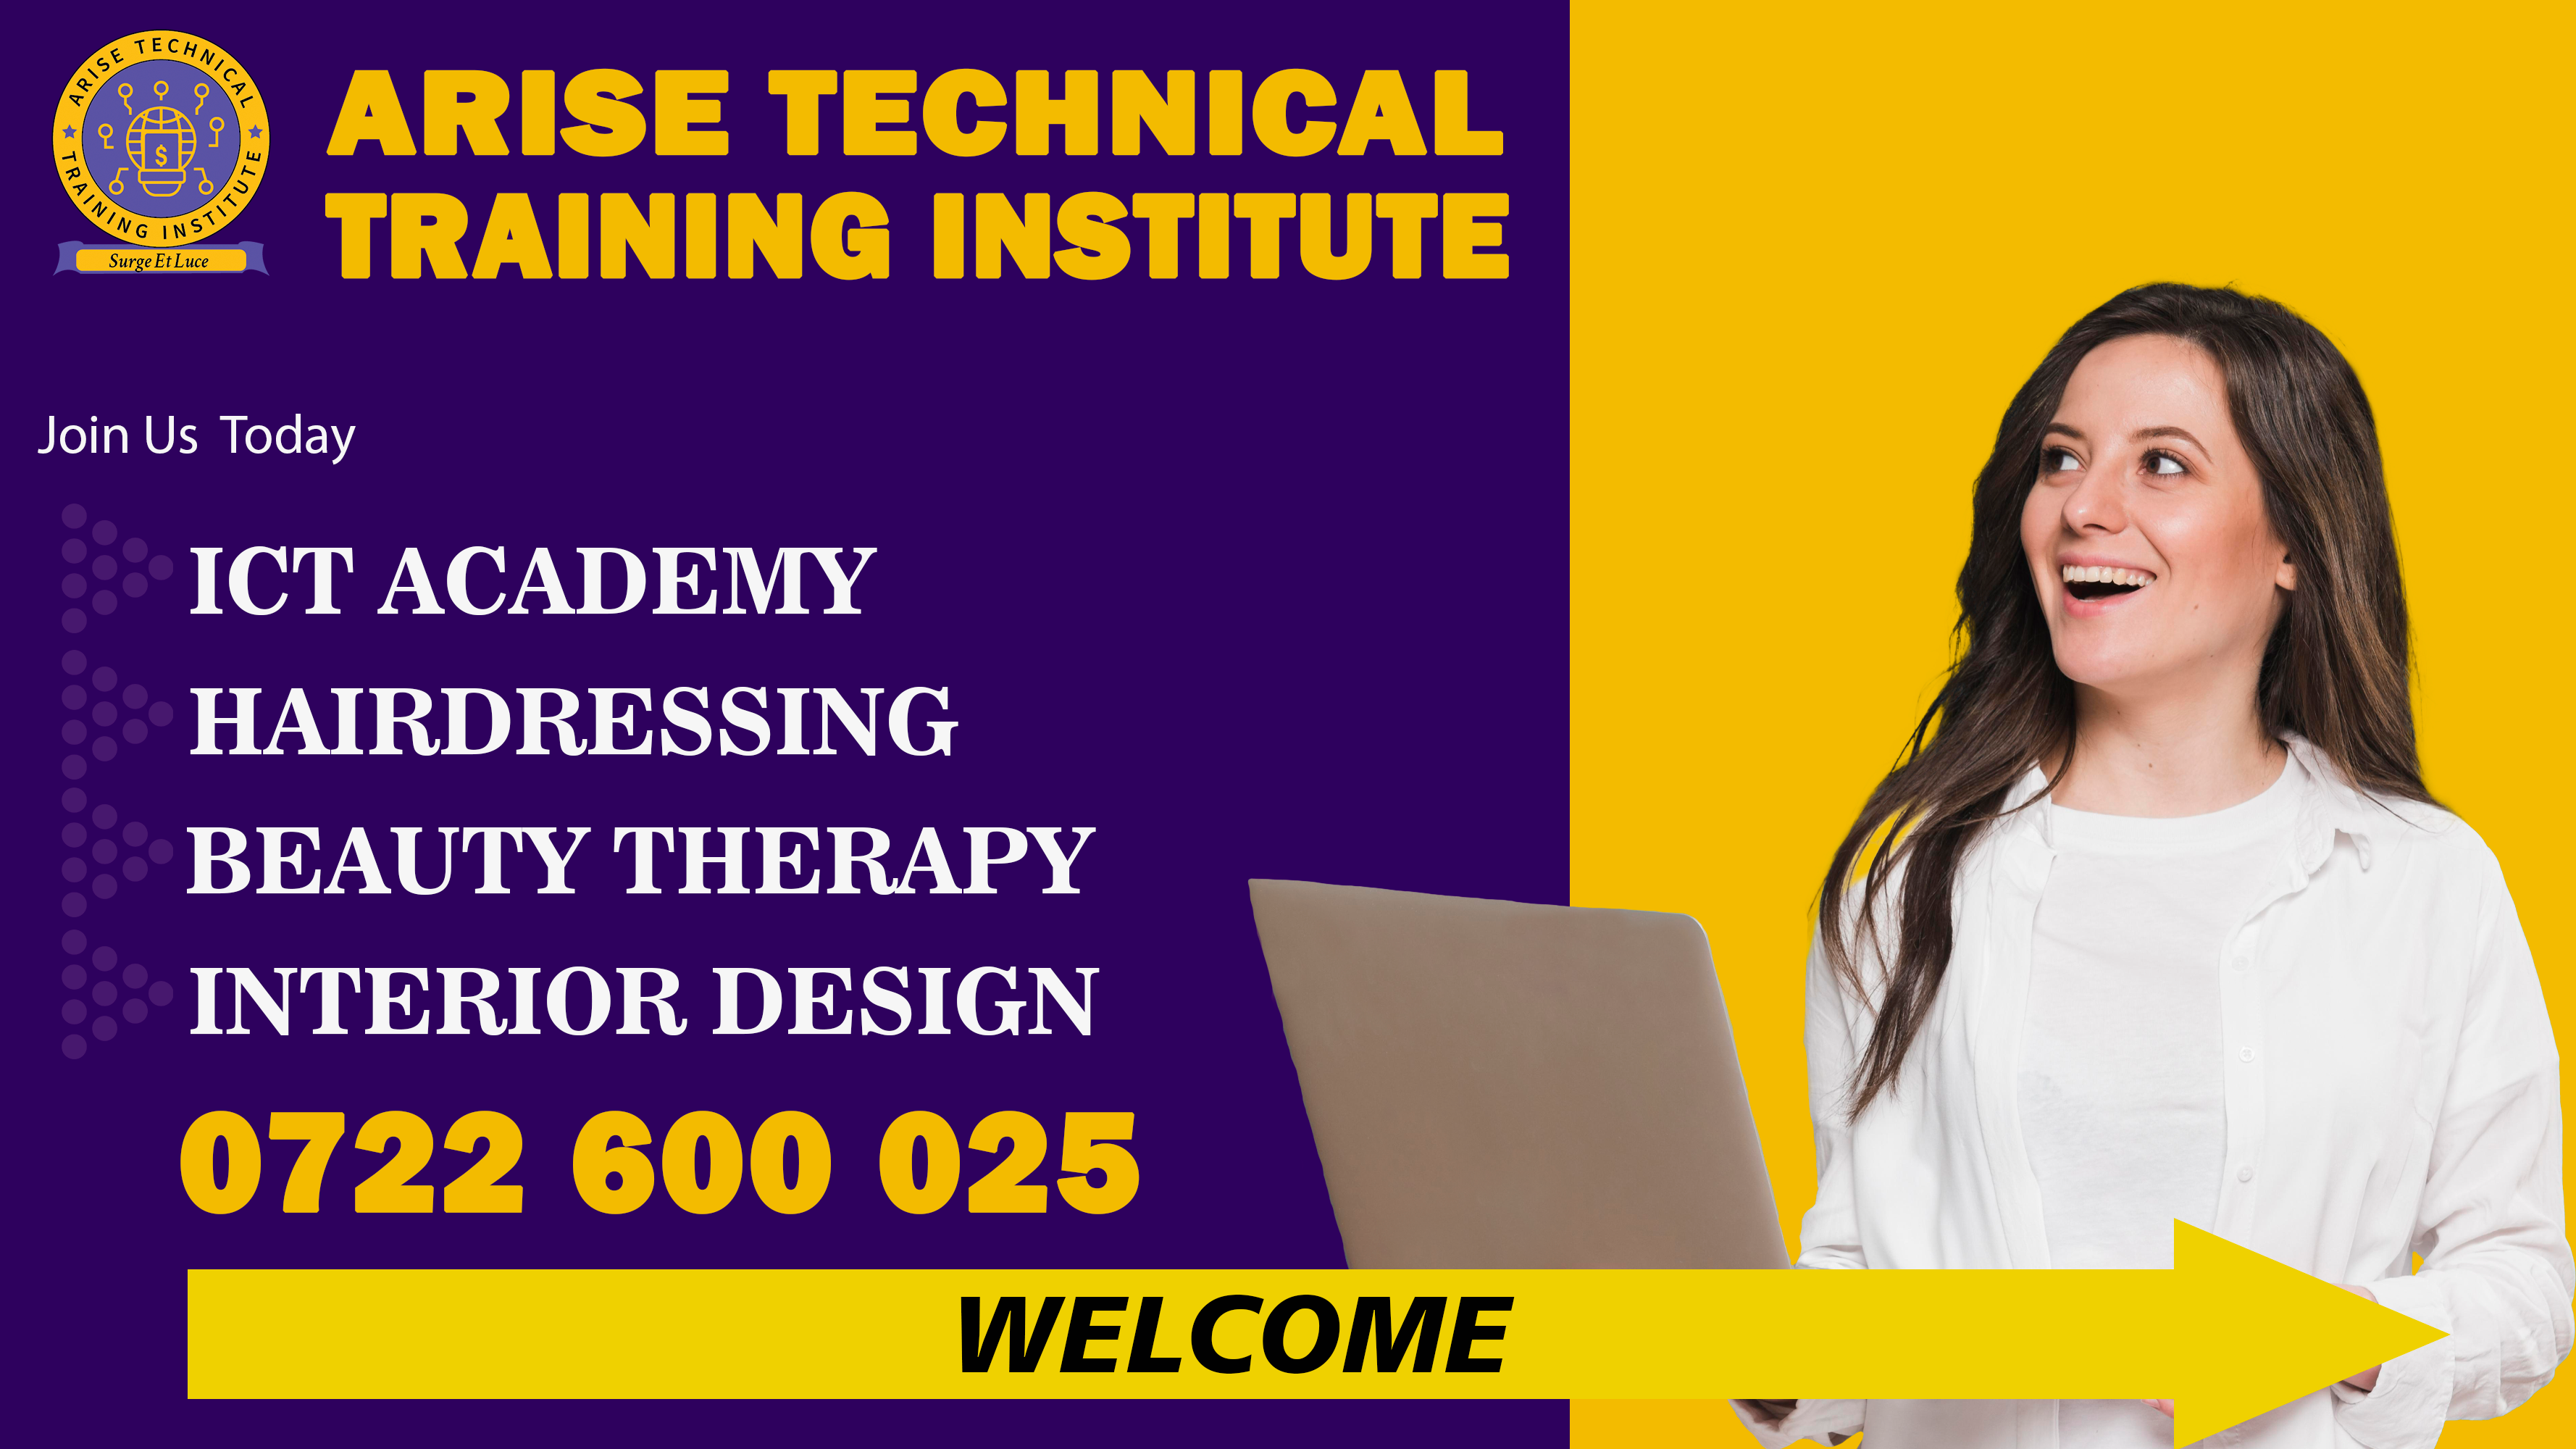 ARISE TECHNICAL
TRAINING INSTITUTE
$
Surge Et Luce
ARISE TECHNICAL
TRAINING INSTITUTE
Join Us Today
ICT ACADEMY
HAIRDRESSING
BEAUTY THERAPY
INTERIOR DESIGN
0722 600 025
WELCOME